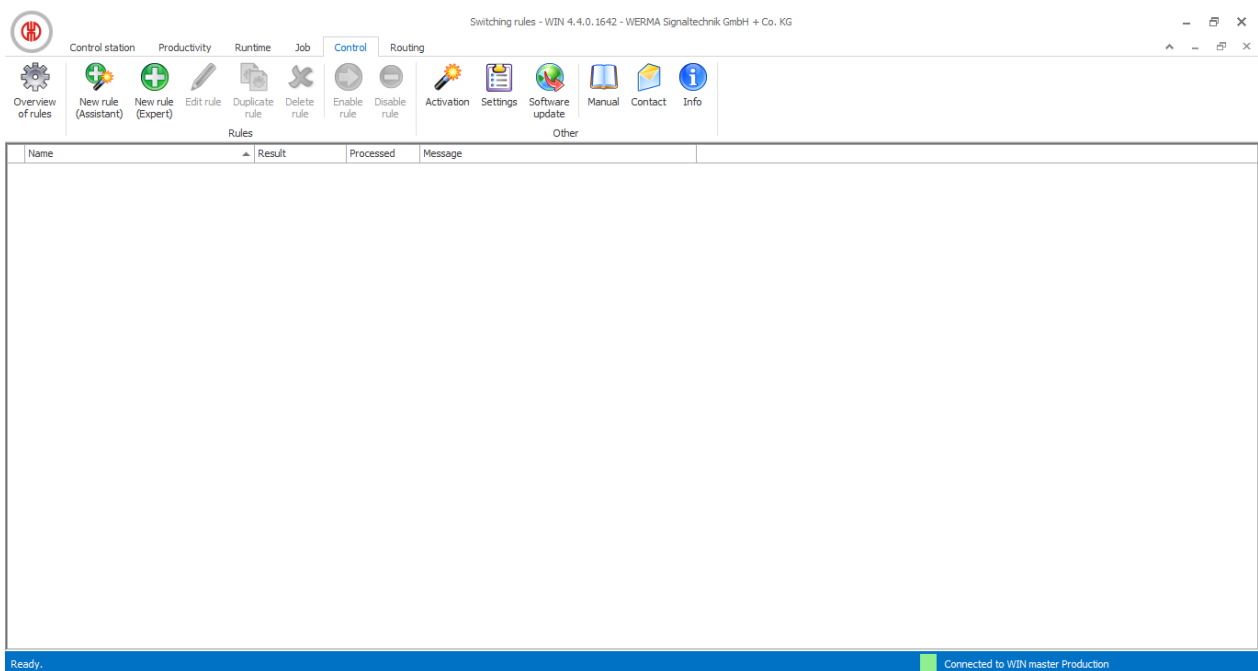 Switching rules - WIN 4.4.0.1642 - WERMA Signaltechnik GmbH + Co. KG
Control station Productivity Runtime Job Control Routing
Overview of rules
New rule (Assistant)
New rule (Expert)
Edit rule
Duplicate rule
Delete rule
Enable rule
Disable rule
Activation
Settings
Software update
Manual
Contact
Info
Rules
Other
Name Result Processed Message
Ready.
Connected to WIN master Production